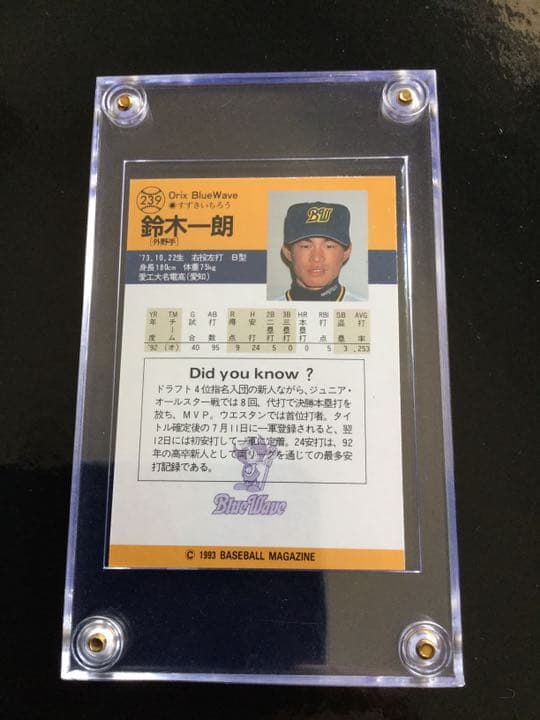 239
Orix BlueWave
◉すずきいちろう
鈴木一朗
[外野手]
BW
'73.10.22生 右投左打 B型
身長180cm 体重75kg
愛工大名電高(愛知)
YR TM G AB R H 2B 3B HR RBI SB AVG
年度 チーム 試合 打数 得点 安打 二塁打 三塁打 本塁打 打点 盗塁 打率
'92 (オ) 40 95 9 24 5 0 0 5 3 .253
Did you know ?
ドラフト4位指名入団の新人ながら、ジュニア・
オールスター戦では8回、代打で決勝本塁打を
放ち、MVP。ウエスタンでは首位打者。タイト
ル確定後の7月11日に一軍登録されると、翌
12日には初安打して一軍に定着。24安打は、92
年の高卒新人として両リーグを通じての最多安
打記録である。
BlueWave
© 1993 BASEBALL MAGAZINE